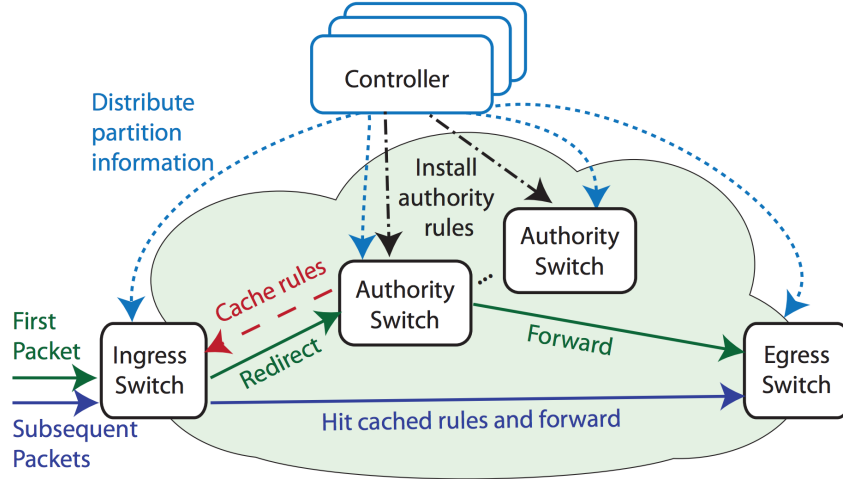 Controller
Distribute
partition
information
Install
authority
rules
Authority
Switch
Cache rules
Authority
Switch
First
Packet
Ingress
Switch
Redirect
Forward
Egress
Switch
Hit cached rules and forward
Subsequent
Packets